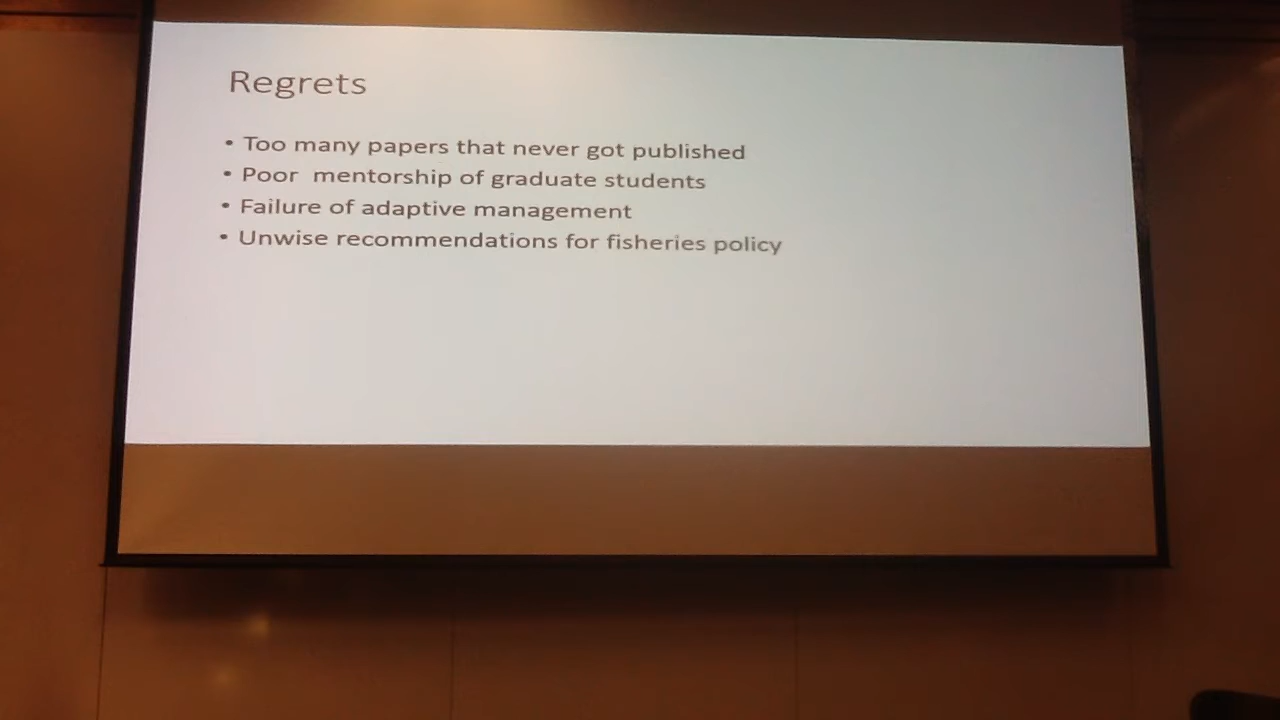 Regrets
• Too many papers that never got published
• Poor  mentorship of graduate students
• Failure of adaptive management
• Unwise recommendations for fisheries policy